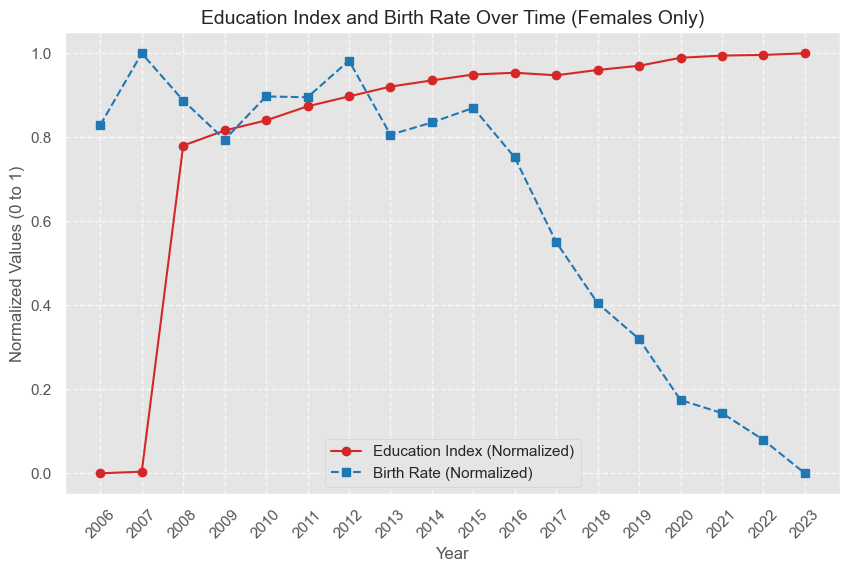 Education Index and Birth Rate Over Time (Females Only)
Normalized Values (0 to 1)
1.0
0.8
0.6
0.4
0.2
0.0
Education Index (Normalized)
Birth Rate (Normalized)
2006 2007 2008 2009 2010 2011 2012 2013 2014 2015 2016 2017 2018 2019 2020 2021 2022 2023
Year